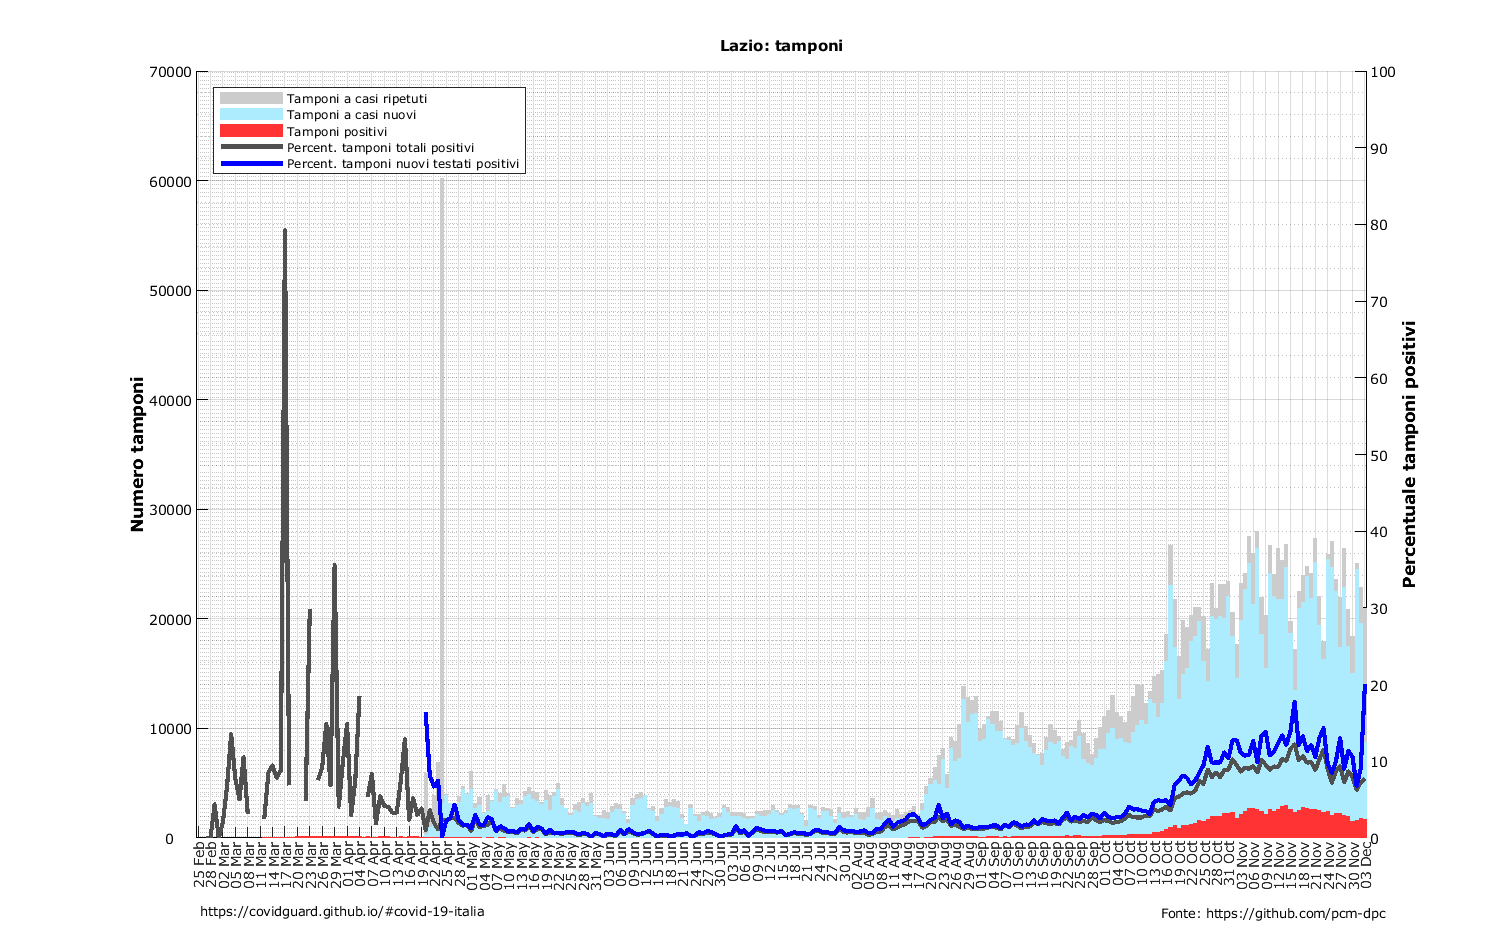 Lazio: tamponi
70000
60000
50000
40000
30000
20000
10000
0
100
90
80
70
60
50
40
30
20
10
0
Numero tamponi
Percentuale tamponi positivi
Tamponi a casi ripetuti
Tamponi a casi nuovi
Tamponi positivi
Percent. tamponi totali positivi
Percent. tamponi nuovi testati positivi
25 Feb
28 Feb
02 Mar
05 Mar
08 Mar
11 Mar
14 Mar
17 Mar
20 Mar
23 Mar
26 Mar
29 Mar
01 Apr
04 Apr
07 Apr
10 Apr
13 Apr
16 Apr
19 Apr
22 Apr
25 Apr
28 Apr
01 May
04 May
07 May
10 May
13 May
16 May
19 May
22 May
25 May
28 May
31 May
03 Jun
06 Jun
09 Jun
12 Jun
15 Jun
18 Jun
21 Jun
24 Jun
27 Jun
30 Jun
03 Jul
06 Jul
09 Jul
12 Jul
15 Jul
18 Jul
21 Jul
24 Jul
27 Jul
30 Jul
02 Aug
05 Aug
08 Aug
11 Aug
14 Aug
17 Aug
20 Aug
23 Aug
26 Aug
29 Aug
01 Sep
04 Sep
07 Sep
10 Sep
13 Sep
16 Sep
19 Sep
22 Sep
25 Sep
28 Sep
01 Oct
04 Oct
07 Oct
10 Oct
13 Oct
16 Oct
19 Oct
22 Oct
25 Oct
28 Oct
31 Oct
03 Nov
06 Nov
09 Nov
12 Nov
15 Nov
18 Nov
21 Nov
24 Nov
27 Nov
30 Nov
03 Dec
https://covidguard.github.io/#covid-19-italia
Fonte: https://github.com/pcm-dpc